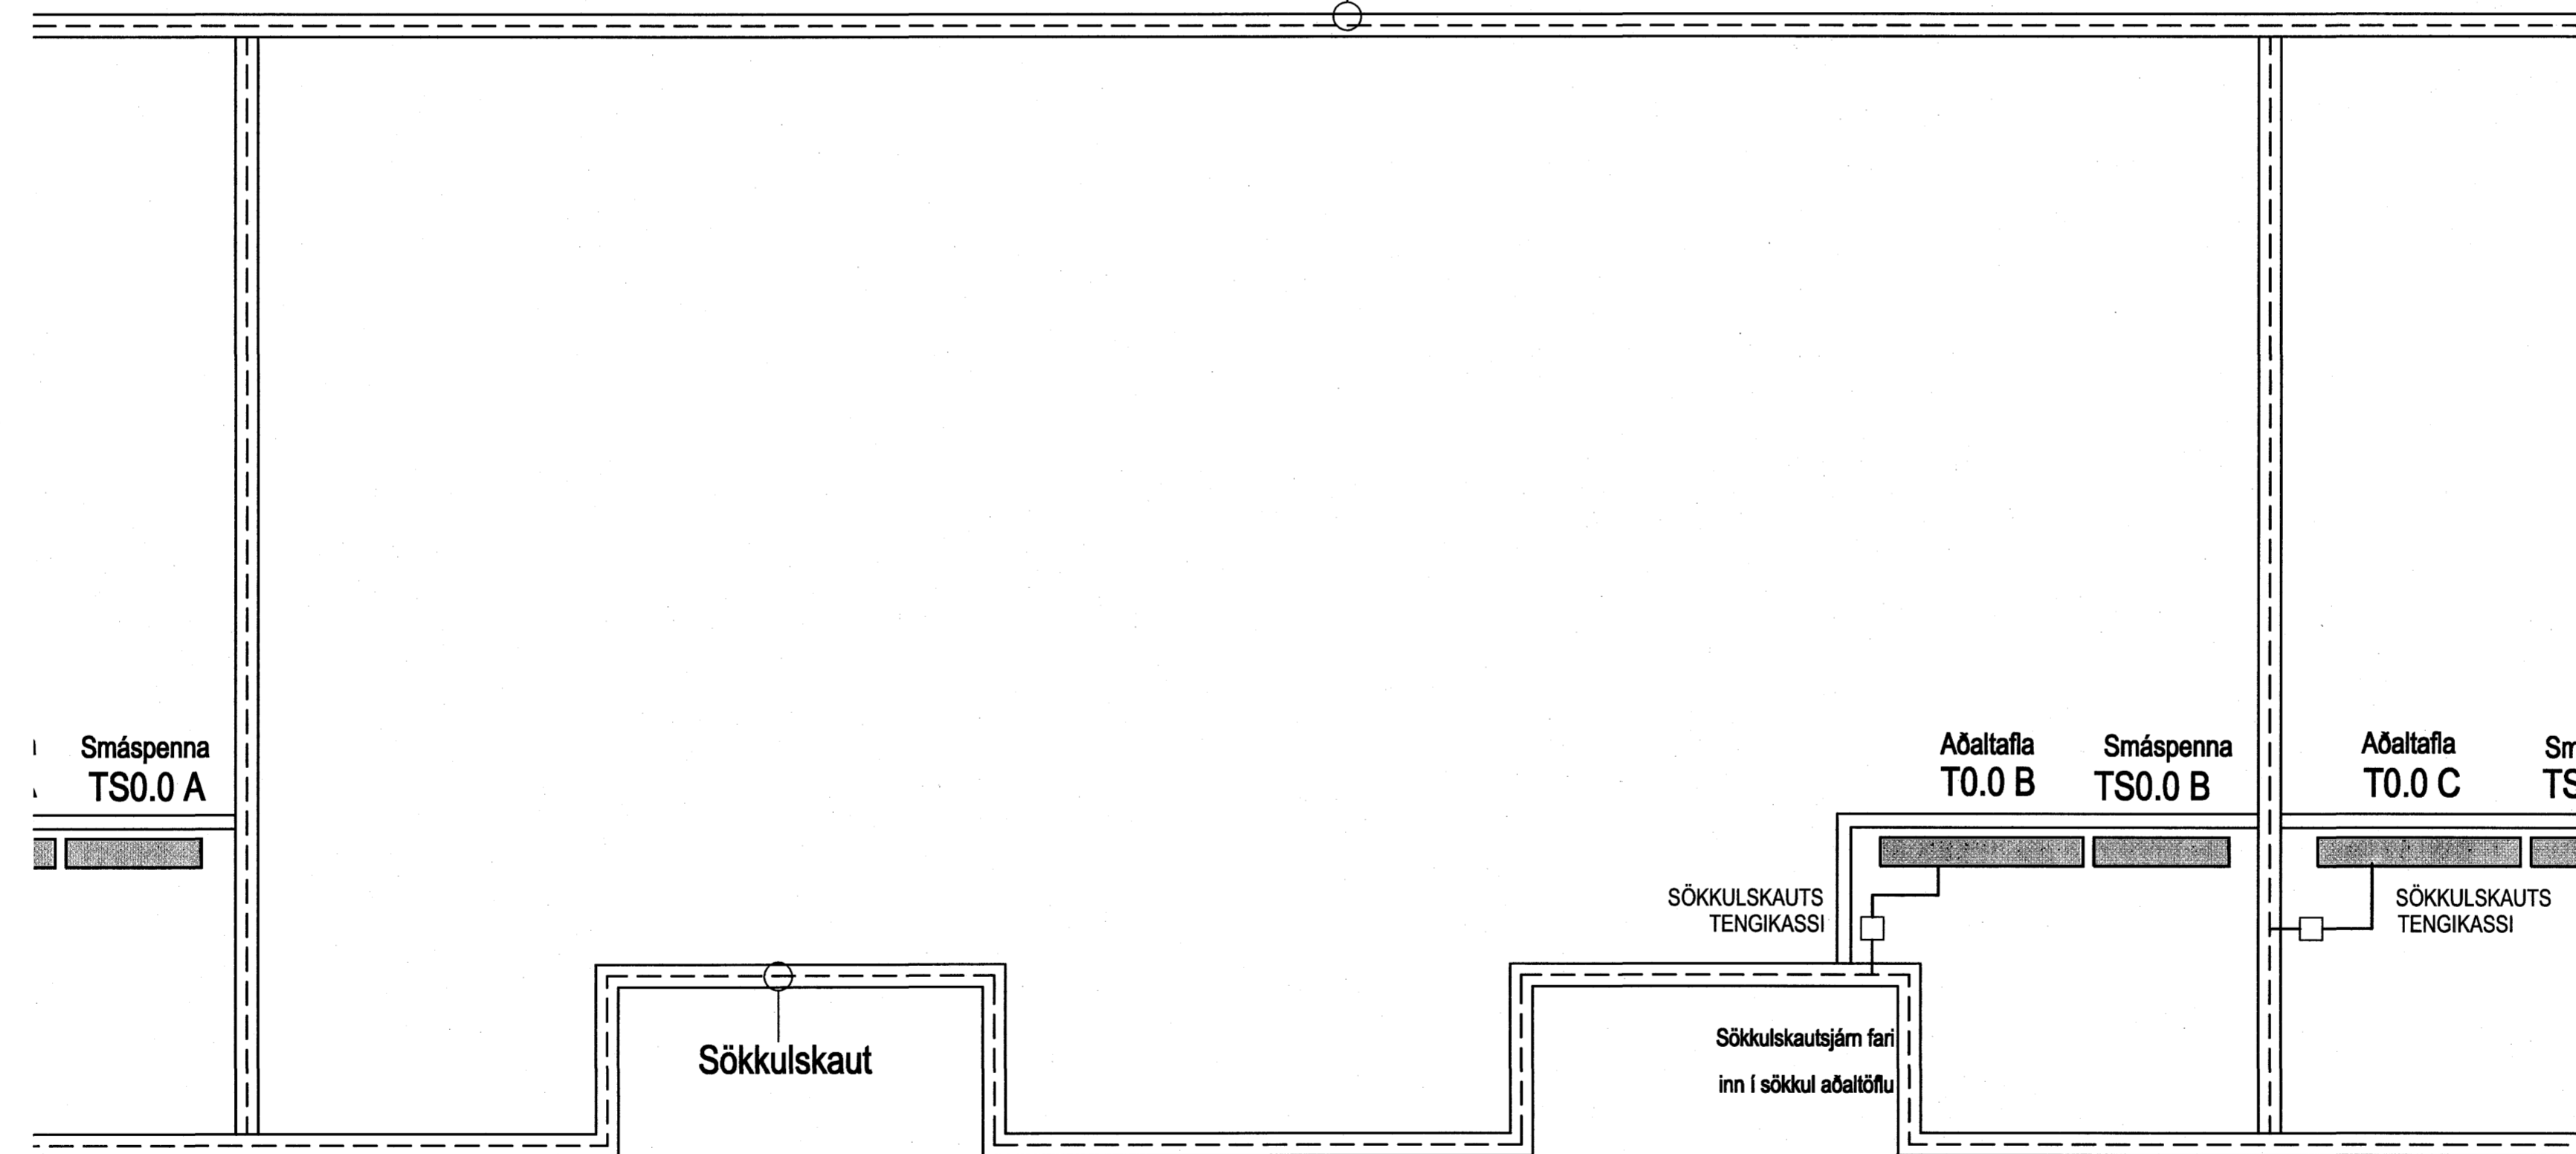 Smáspenna
TS0.0 A
Aðaltafla
T0.0 B
Smáspenna
TS0.0 B
Aðaltafla
T0.0 C
SÖKKULSKAUTS
TENGIKASSI
SÖKKULSKAUTS
TENGIKASSI
Sökkulskaut
Sökkulskautsjárn fari
inn í sökkul aðaltöflu